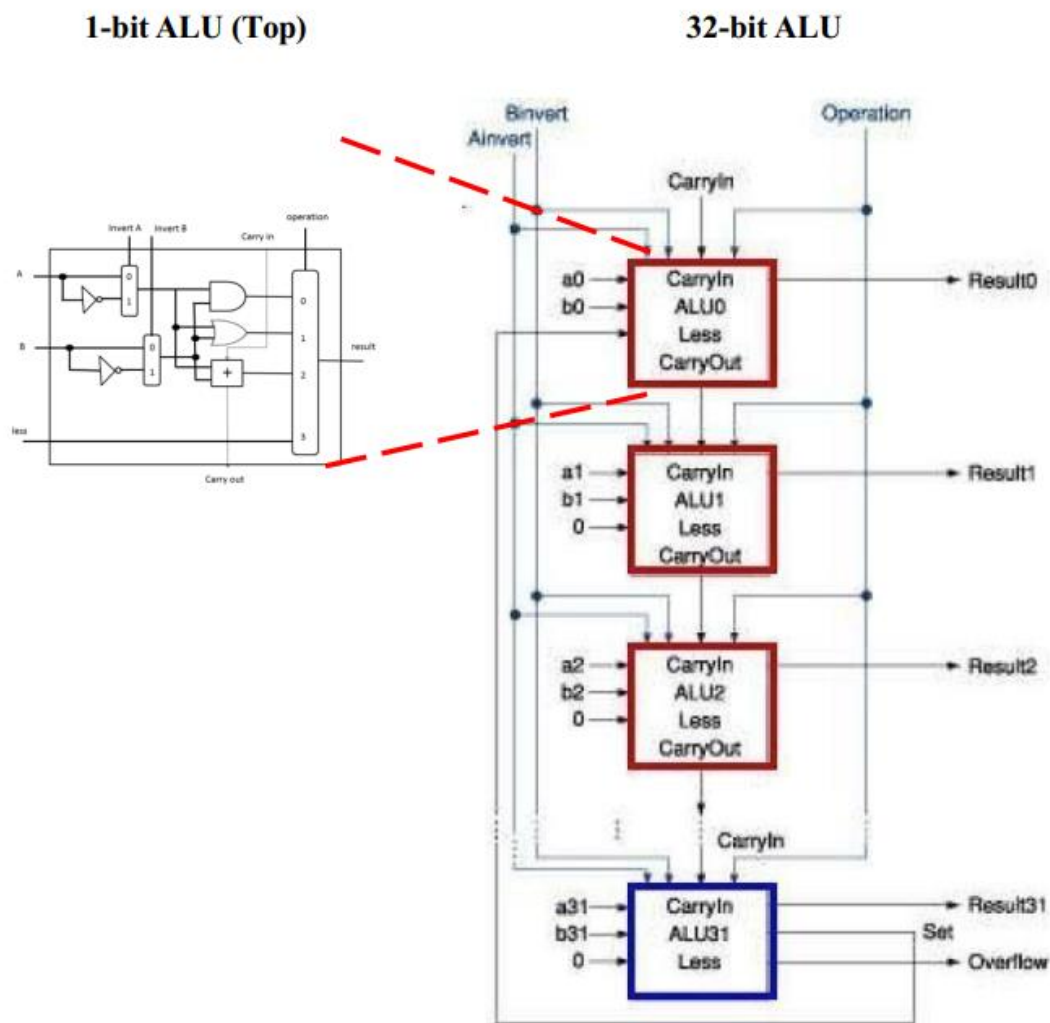 1-bit ALU (Top)
32-bit ALU
Binvert
Ainvert
Operation
CarryIn
operation
Invert A
Invert B
Carry in
A
0
1
B
0
1
+
0
1
2
3
result
less
Carry out
a0
b0
CarryIn
ALU0
Less
CarryOut
Result0
a1
b1
0
CarryIn
ALU1
Less
CarryOut
Result1
a2
b2
0
CarryIn
ALU2
Less
CarryOut
Result2
CarryIn
a31
b31
0
CarryIn
ALU31
Less
Result31
Set
Overflow